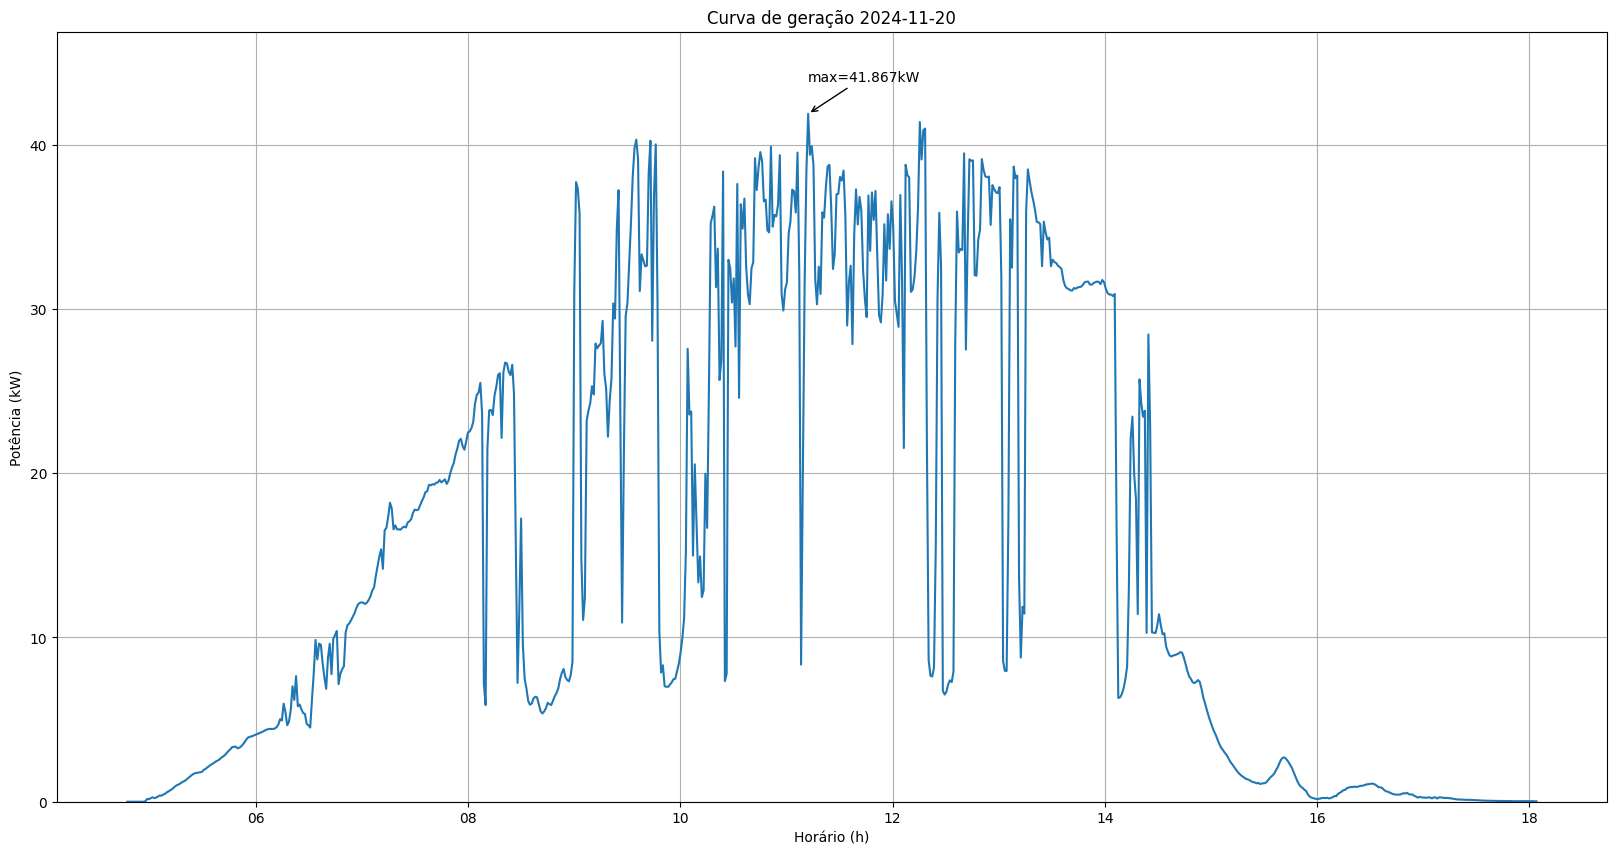 Curva de geração 2024-11-20
max=41.867kW
Potência (kW)
40
30
20
10
0
06 08 10 12 14 16 18
Horário (h)